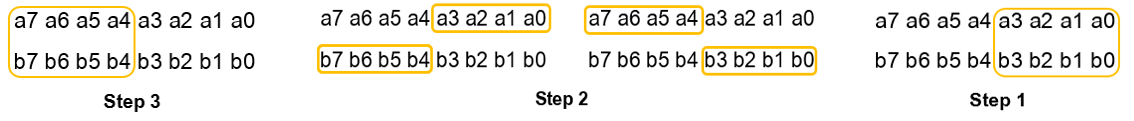 a7 a6 a5 a4 a3 a2 a1 a0
b7 b6 b5 b4 b3 b2 b1 b0
Step 3
a7 a6 a5 a4 a3 a2 a1 a0
b7 b6 b5 b4 b3 b2 b1 b0
a7 a6 a5 a4 a3 a2 a1 a0
b7 b6 b5 b4 b3 b2 b1 b0
Step 2
a7 a6 a5 a4 a3 a2 a1 a0
b7 b6 b5 b4 b3 b2 b1 b0
Step 1